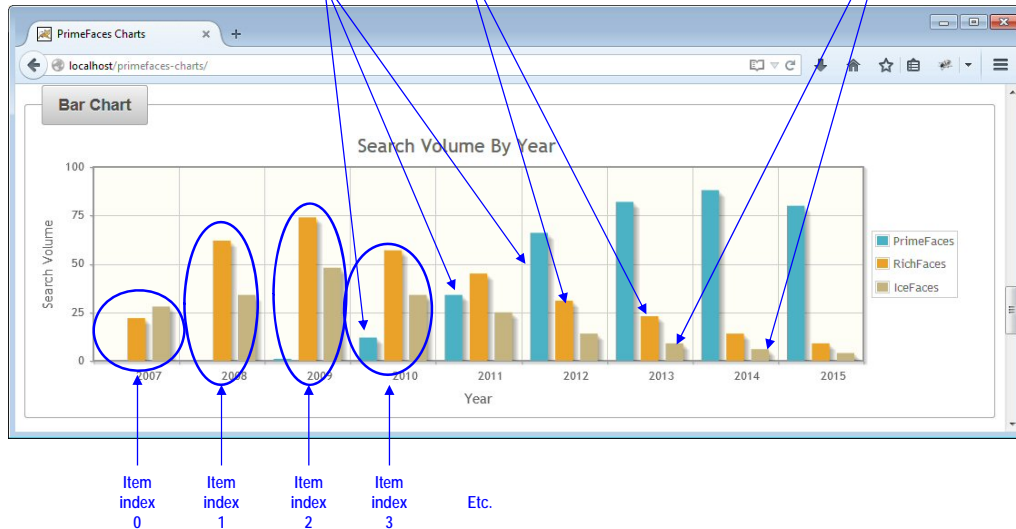 PrimeFaces Charts
localhost/primefaces-charts/
Bar Chart
Search Volume By Year
100
75
50
25
0
Search Volume
2007 2008 2009 2010 2011 2012 2013 2014 2015
Year
PrimeFaces
RichFaces
IceFaces
Item index 0
Item index 1
Item index 2
Item index 3
Etc.